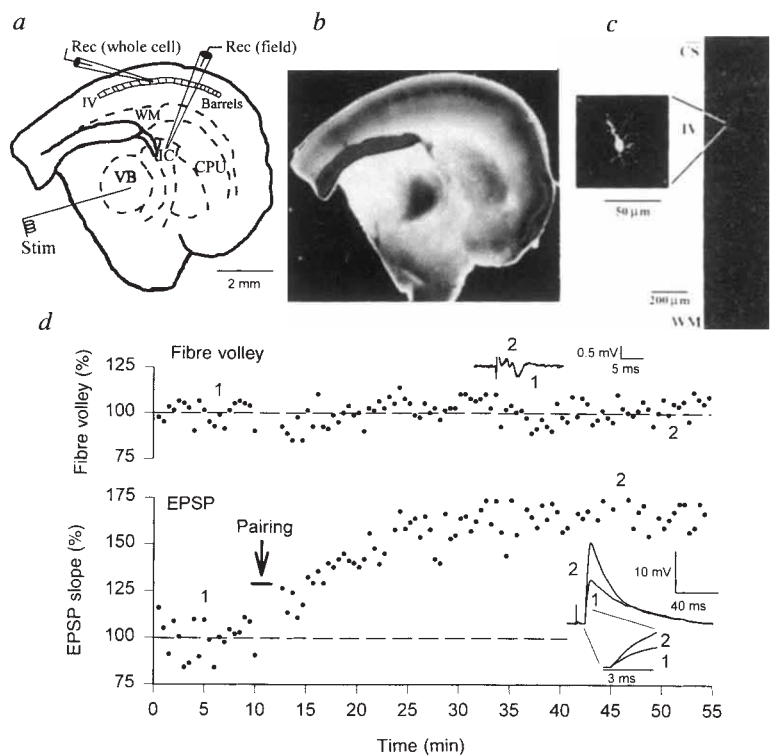 a
b
c
Rec (whole cell)
Rec (field)
IV
Barrels
WM
IC
CPU
VB
Stim
2 mm
CS
IV
50 µm
200 µm
WM
d
Fibre volley
Fibre volley (%)
125
100
75
1
2
2
1
0.5 mV
5 ms
EPSP
EPSP slope (%)
175
150
125
100
75
Pairing
1
2
2
1
10 mV
40 ms
2
1
3 ms
0 5 10 15 20 25 30 35 40 45 50 55
Time (min)